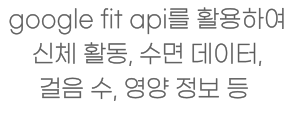 google fit api를 활용하여
신체 활동, 수면 데이터,
걸음 수, 영양 정보 등